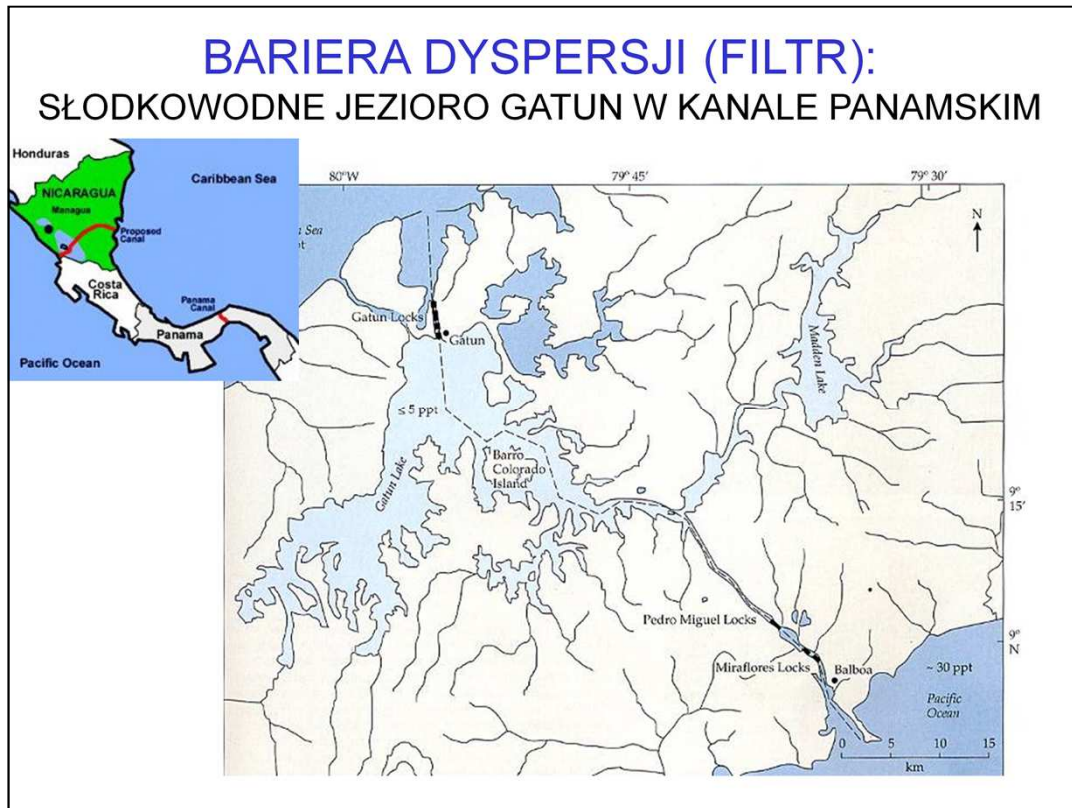 BARIERA DYSPERSJI (FILTR):
SŁODKOWODNE JEZIORO GATUN W KANALE PANAMSKIM
Honduras
Caribbean Sea
NICARAGUA
Managua
Proposed
Canal
Costa
Rica
Panama
Canal
Panama
Pacific Ocean
80°W
79° 45'
79° 30'
Sea
N
Gatun Locks
Gatun
Madden Lake
≤ 5 ppt
Barro
Colorado
Island
Gatun Lake
9°
15'
Pedro Miguel Locks
9°
N
Miraflores Locks
Balboa
~ 30 ppt
Pacific
Ocean
0 5 10 15
km